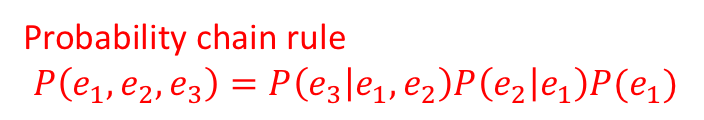 Probability chain rule
P(e₁, e₂, e₃) = P(e₃|e₁, e₂)P(e₂|e₁)P(e₁)